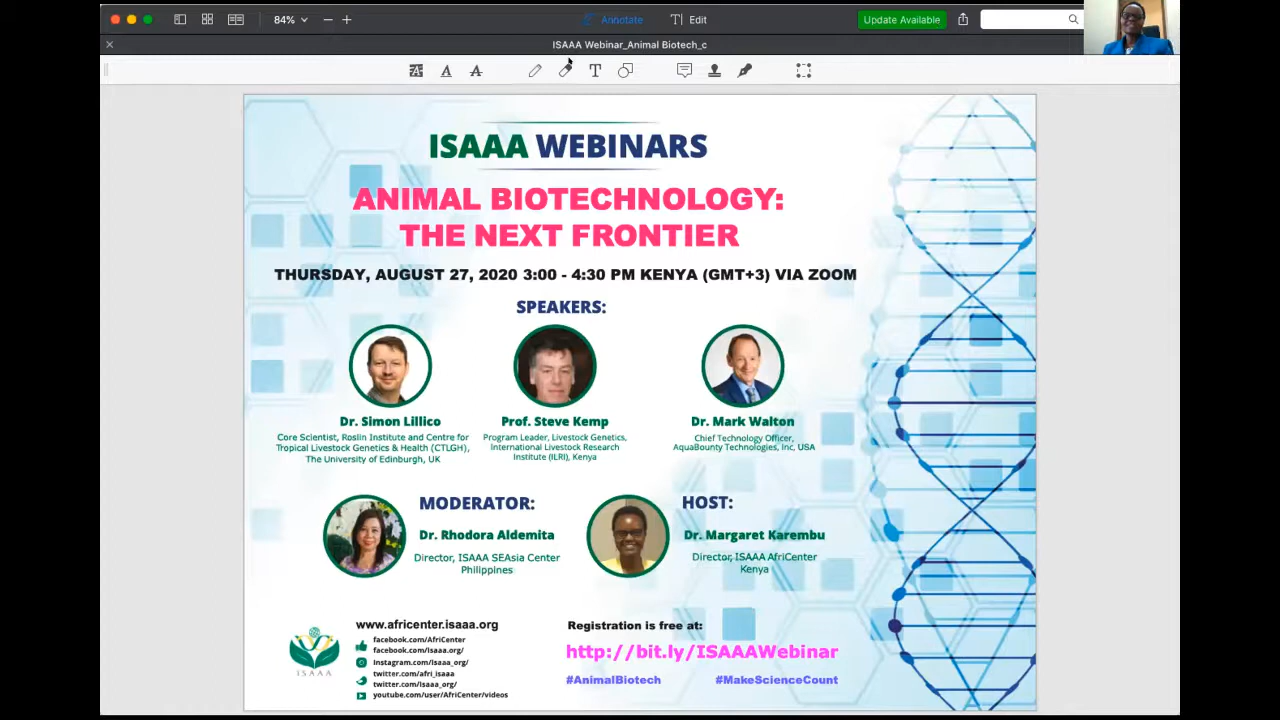 84%
Annotate
Edit
Update Available
ISAAA Webinar_Animal Biotech_c
ISAAA WEBINARS
ANIMAL BIOTECHNOLOGY:
THE NEXT FRONTIER
THURSDAY, AUGUST 27, 2020 3:00 - 4:30 PM KENYA (GMT+3) VIA ZOOM
SPEAKERS:
Dr. Simon Lillico
Core Scientist, Roslin Institute and Centre for
Tropical Livestock Genetics & Health (CTLGH),
The University of Edinburgh, UK
Prof. Steve Kemp
Program Leader, Livestock Genetics,
International Livestock Research
Institute (ILRI), Kenya
Dr. Mark Walton
Chief Technology Officer,
AquaBounty Technologies, Inc, USA
MODERATOR:
Dr. Rhodora Aldemita
Director, ISAAA SEAsia Center
Philippines
HOST:
Dr. Margaret Karembu
Director, ISAAA AfriCenter
Kenya
ISAAA
www.africenter.isaaa.org
facebook.com/AfriCenter
facebook.com/isaaa.org/
Instagram.com/isaaa_org/
twitter.com/afri_isaaa
twitter.com/isaaa_org/
youtube.com/user/AfriCenter/videos
Registration is free at:
http://bit.ly/ISAAAWebinar
#AnimalBiotech #MakeScienceCount